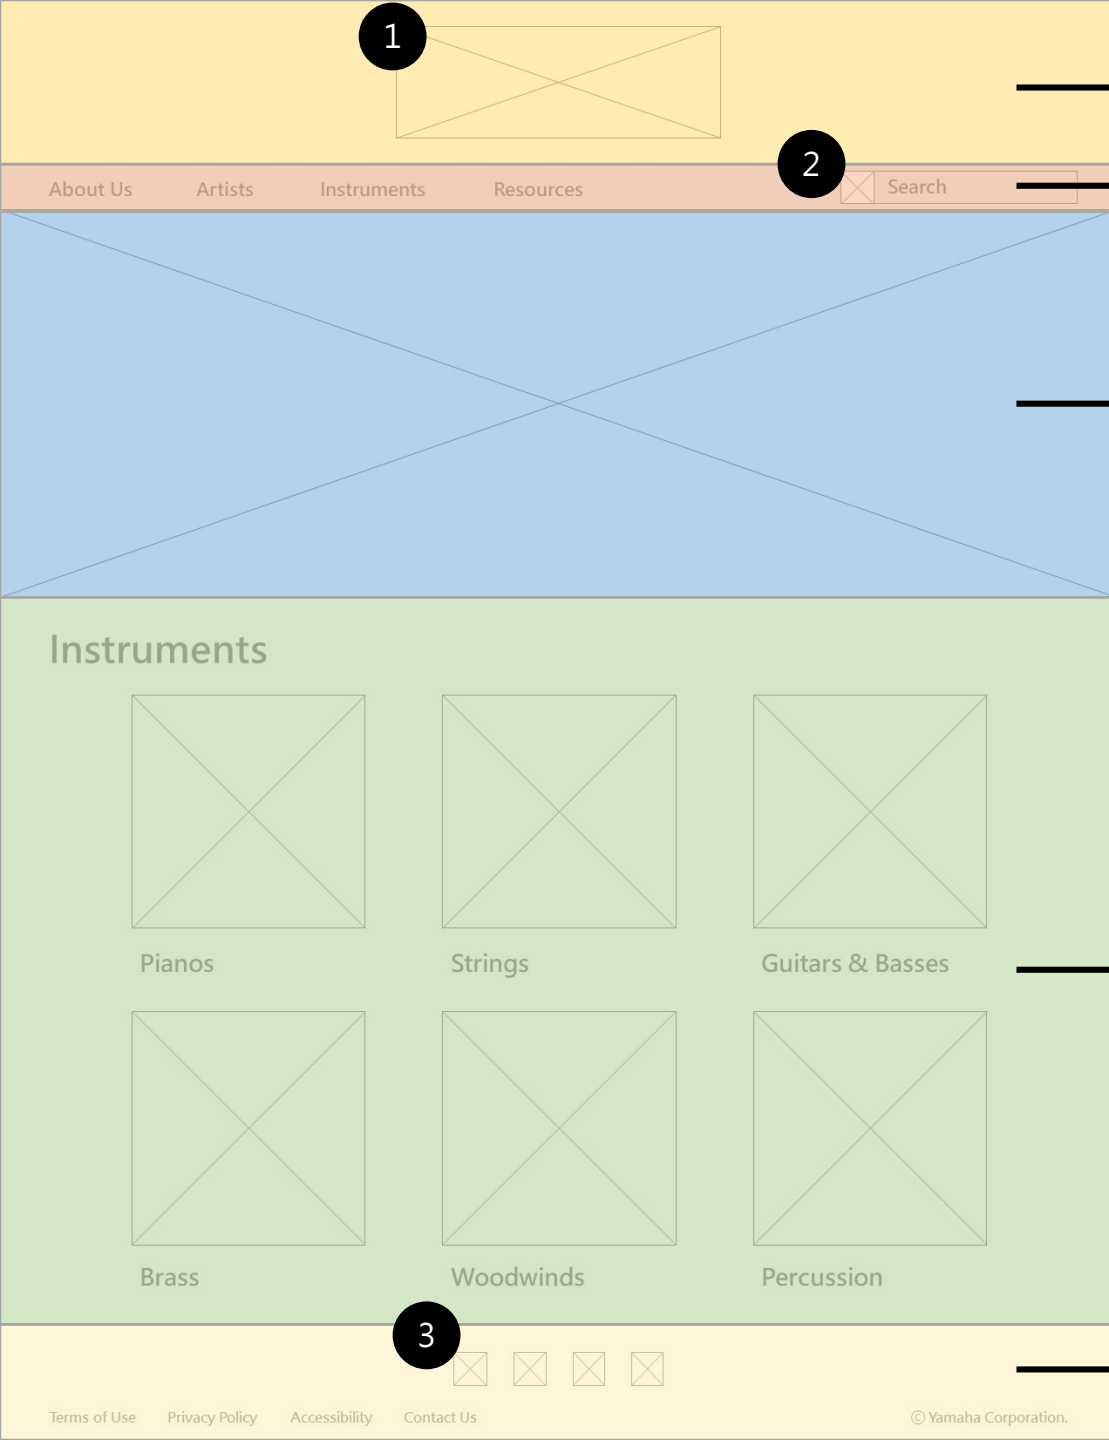 1
2
About Us Artists Instruments Resources Search
Instruments
Pianos Strings Guitars & Basses
Brass Woodwinds Percussion
3
Terms of Use Privacy Policy Accessibility Contact Us © Yamaha Corporation.